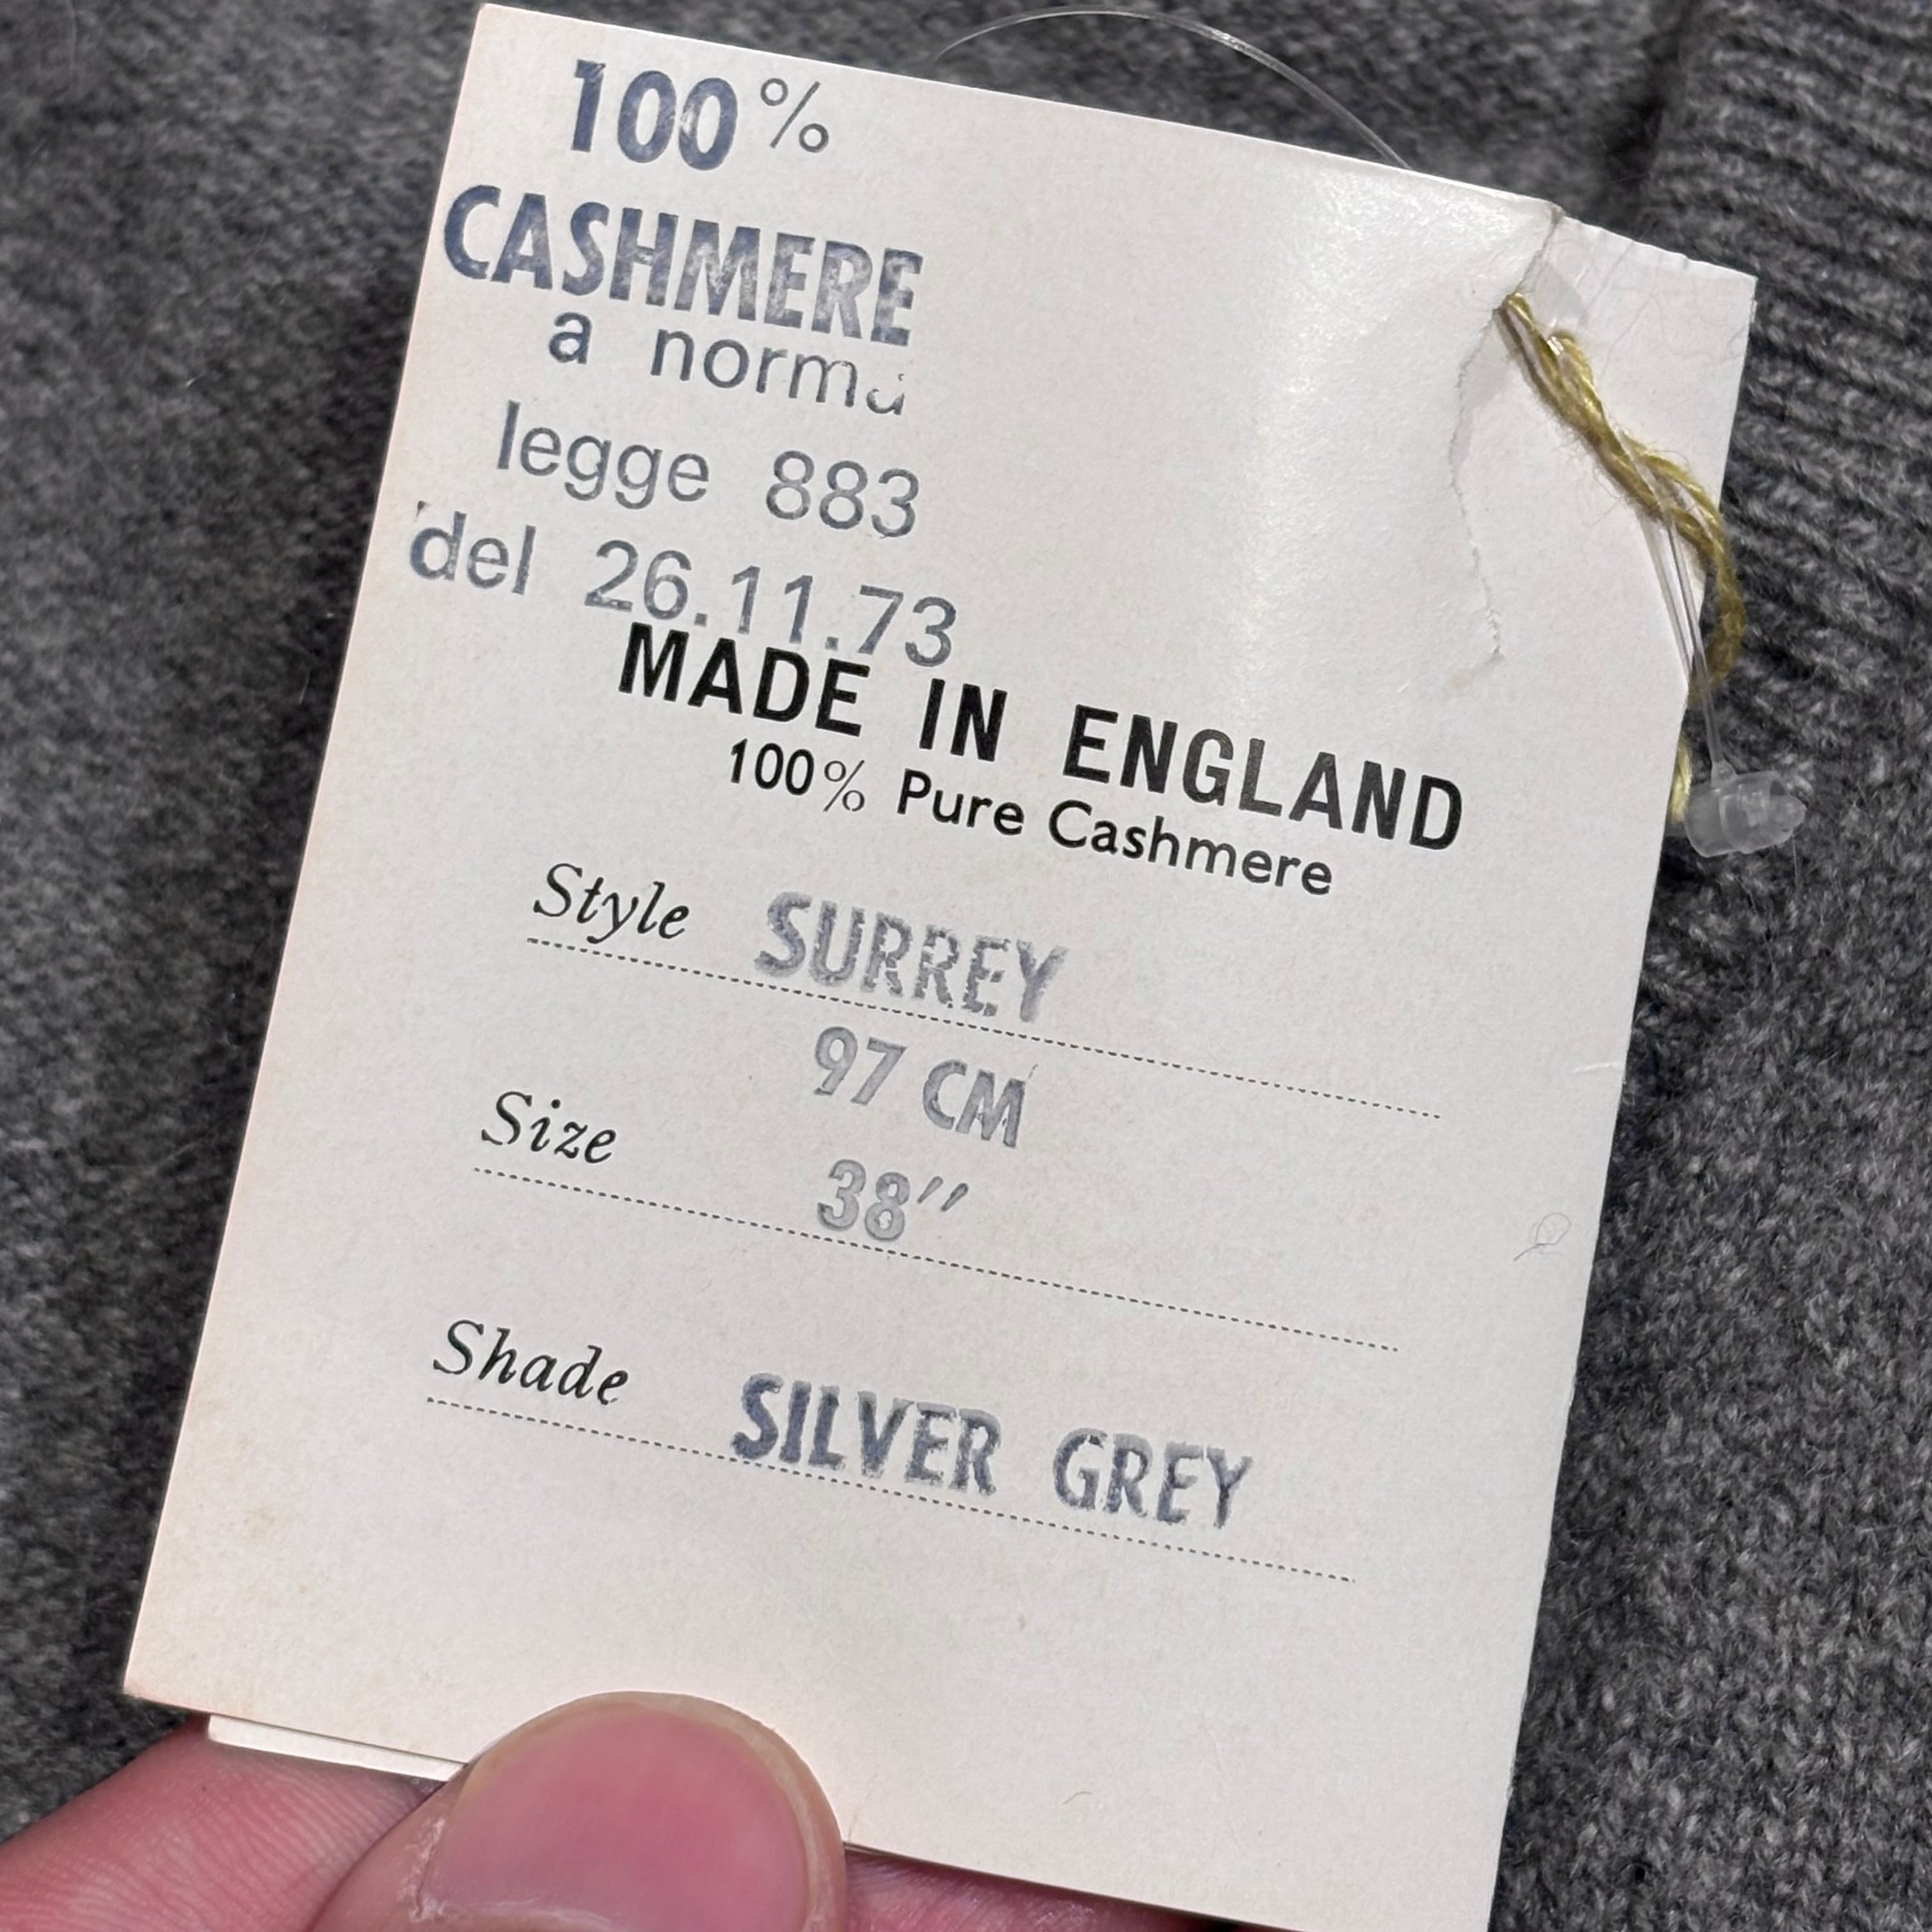 100%
CASHMERE
a norma
legge 883
del 26.11.73
MADE IN ENGLAND
100% Pure Cashmere
Style SURREY
97 CM
Size 38"
Shade SILVER GREY